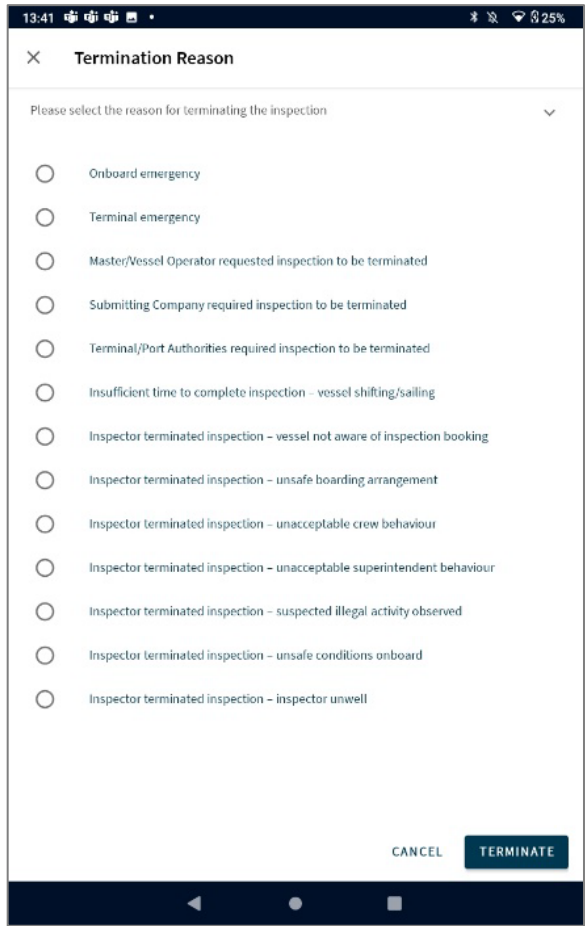 13:41
25%
Termination Reason
Please select the reason for terminating the inspection
Onboard emergency
Terminal emergency
Master/Vessel Operator requested inspection to be terminated
Submitting Company required inspection to be terminated
Terminal/Port Authorities required inspection to be terminated
Insufficient time to complete inspection – vessel shifting/sailing
Inspector terminated inspection – vessel not aware of inspection booking
Inspector terminated inspection – unsafe boarding arrangement
Inspector terminated inspection – unacceptable crew behaviour
Inspector terminated inspection – unacceptable superintendent behaviour
Inspector terminated inspection – suspected illegal activity observed
Inspector terminated inspection – unsafe conditions onboard
Inspector terminated inspection – inspector unwell
CANCEL TERMINATE